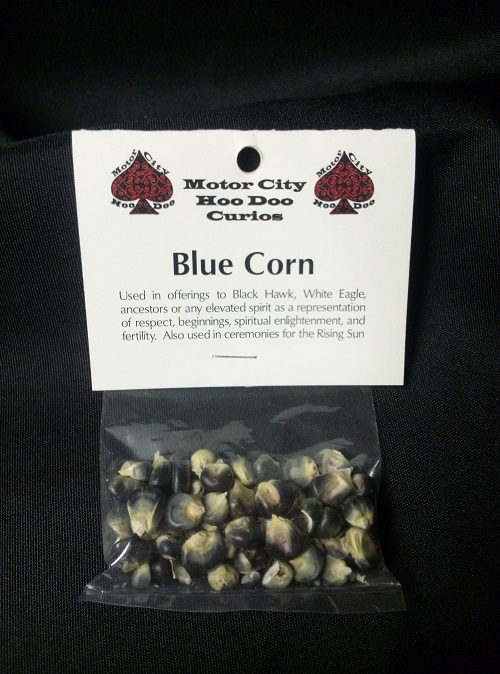 Motor City
Hoo Doo
Motor City
Hoo Doo
Curios
Motor City
Hoo Doo
Blue Corn
Used in offerings to Black Hawk, White Eagle,
ancestors or any elevated spirit as a representation
of respect, beginnings, spiritual enlightenment, and
fertility. Also used in ceremonies for the Rising Sun